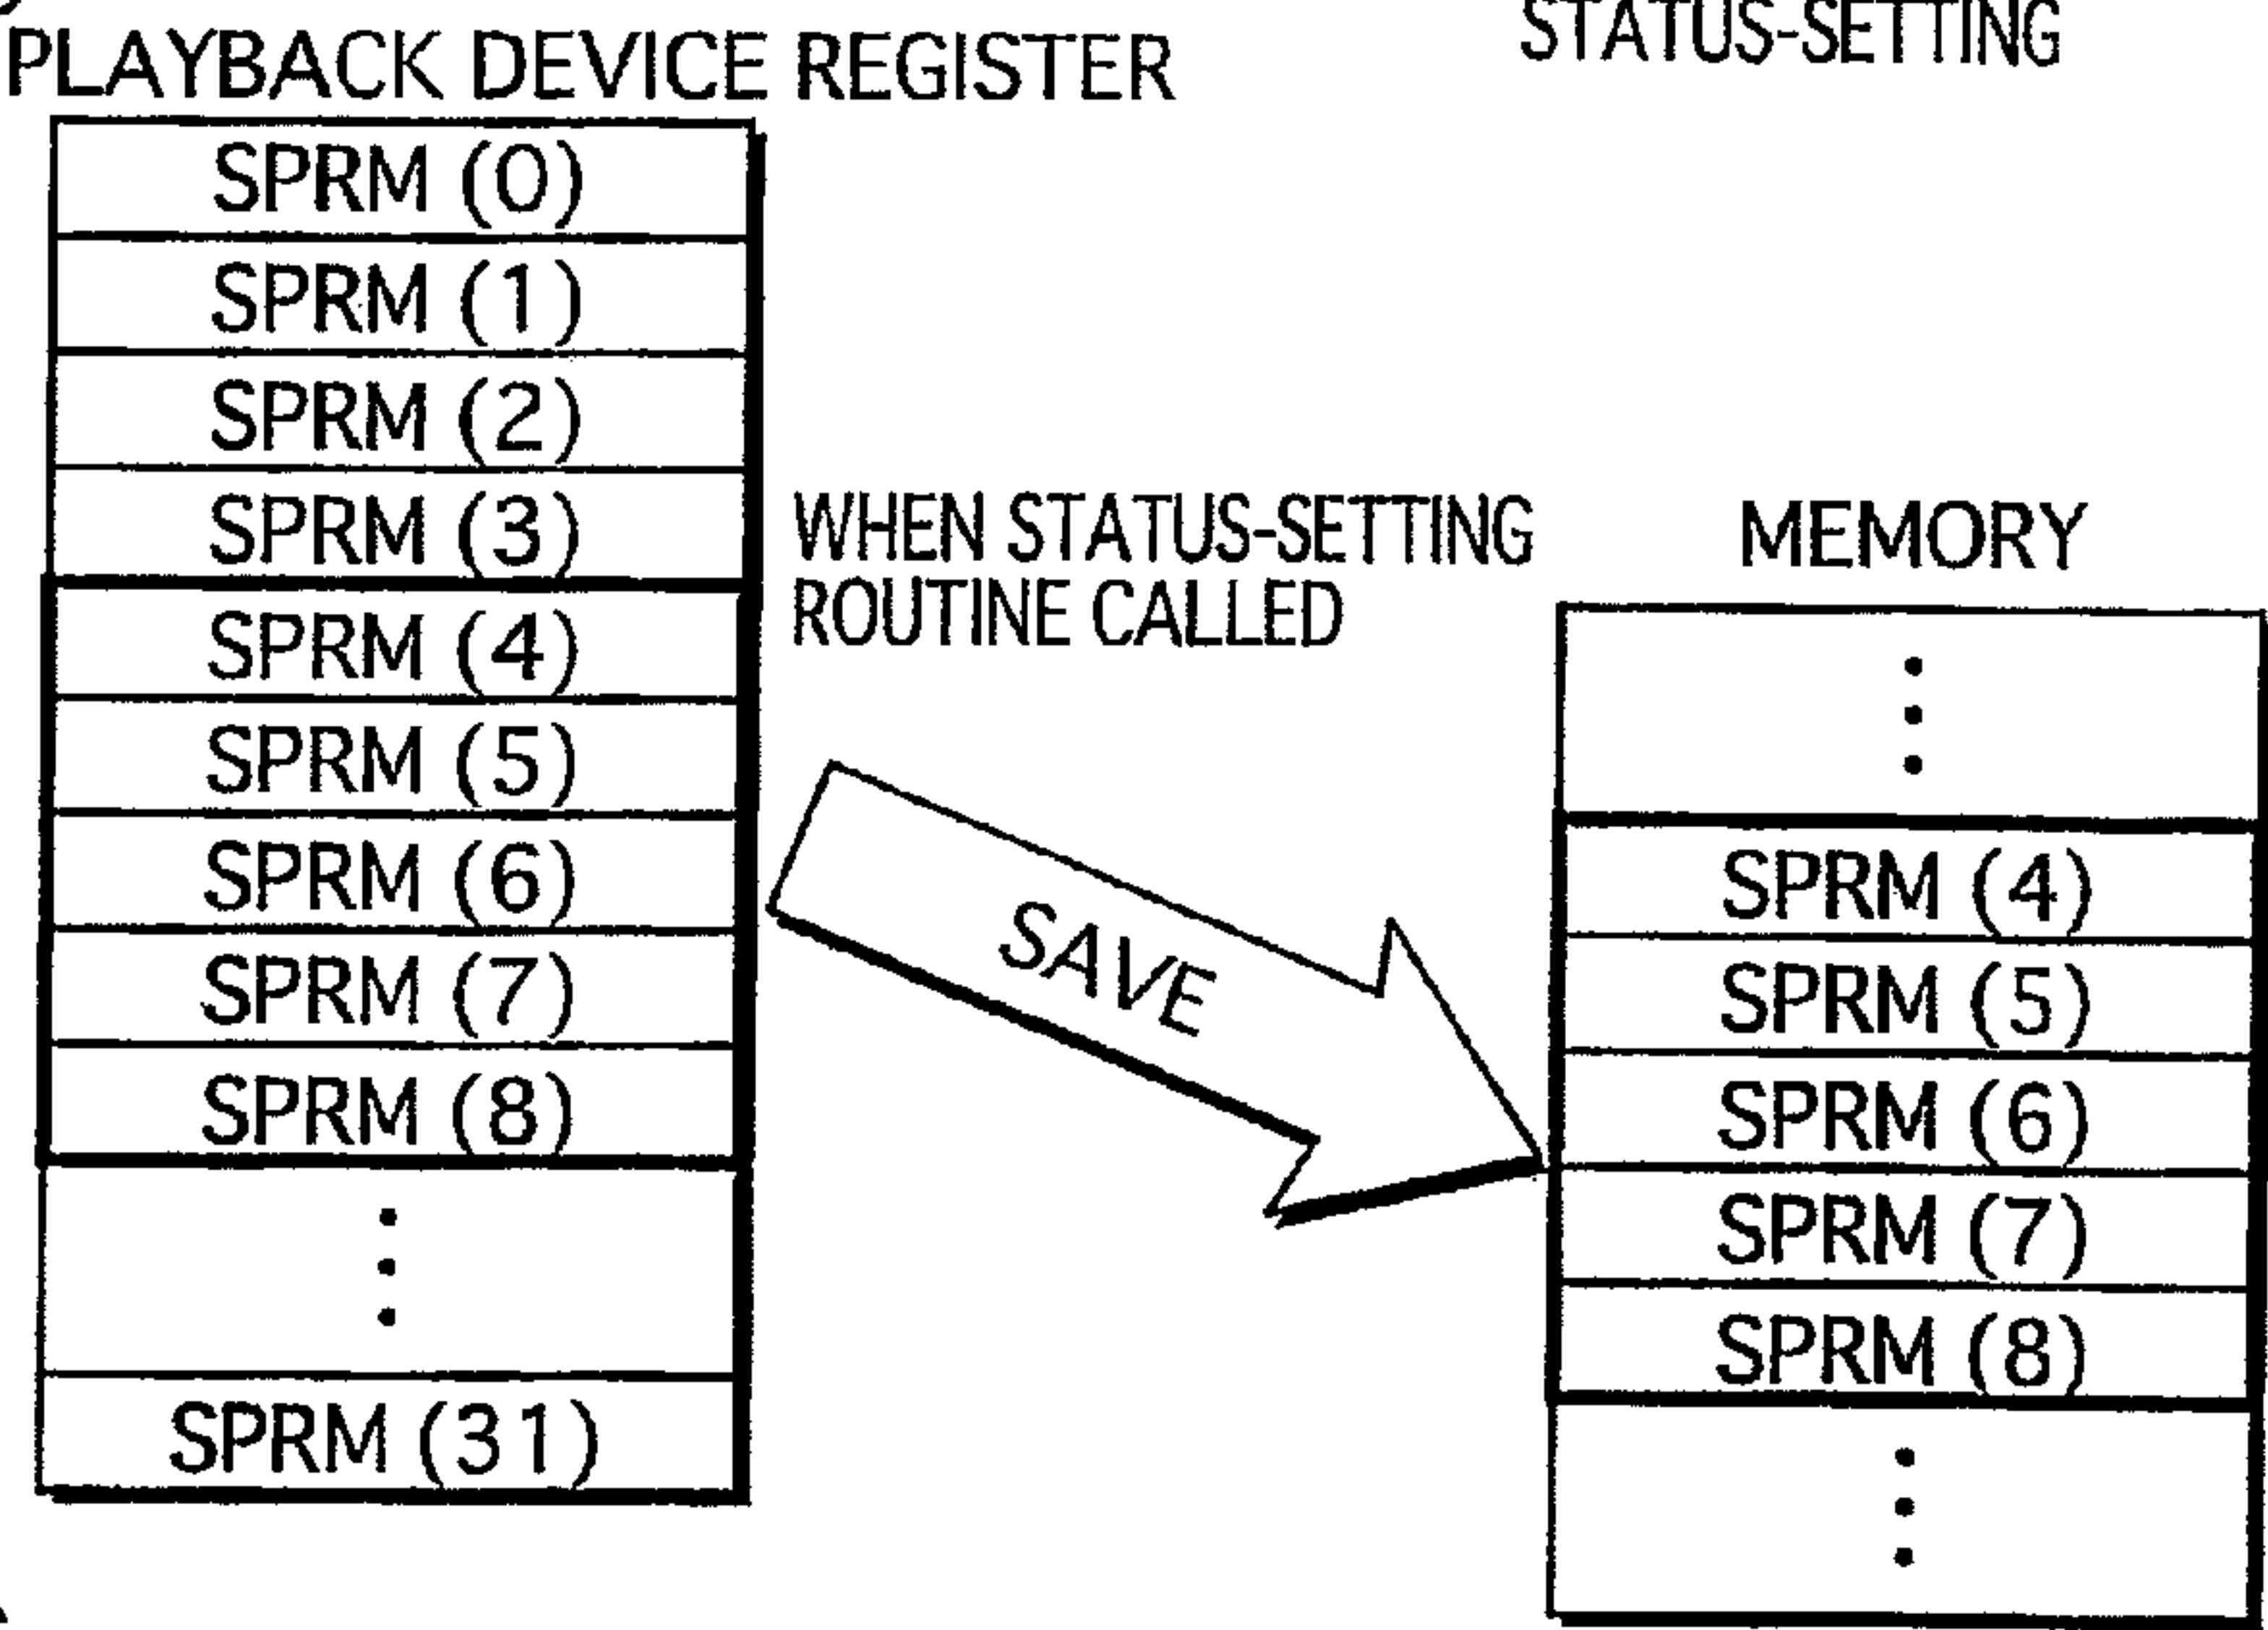 STATUS-SETTING
PLAYBACK DEVICE REGISTER
SPRM (0)
SPRM (1)
SPRM (2)
SPRM (3)
SPRM (4)
SPRM (5)
SPRM (6)
SPRM (7)
SPRM (8)
SPRM (31)
WHEN STATUS-SETTING
ROUTINE CALLED
SAVE
MEMORY
SPRM (4)
SPRM (5)
SPRM (6)
SPRM (7)
SPRM (8)